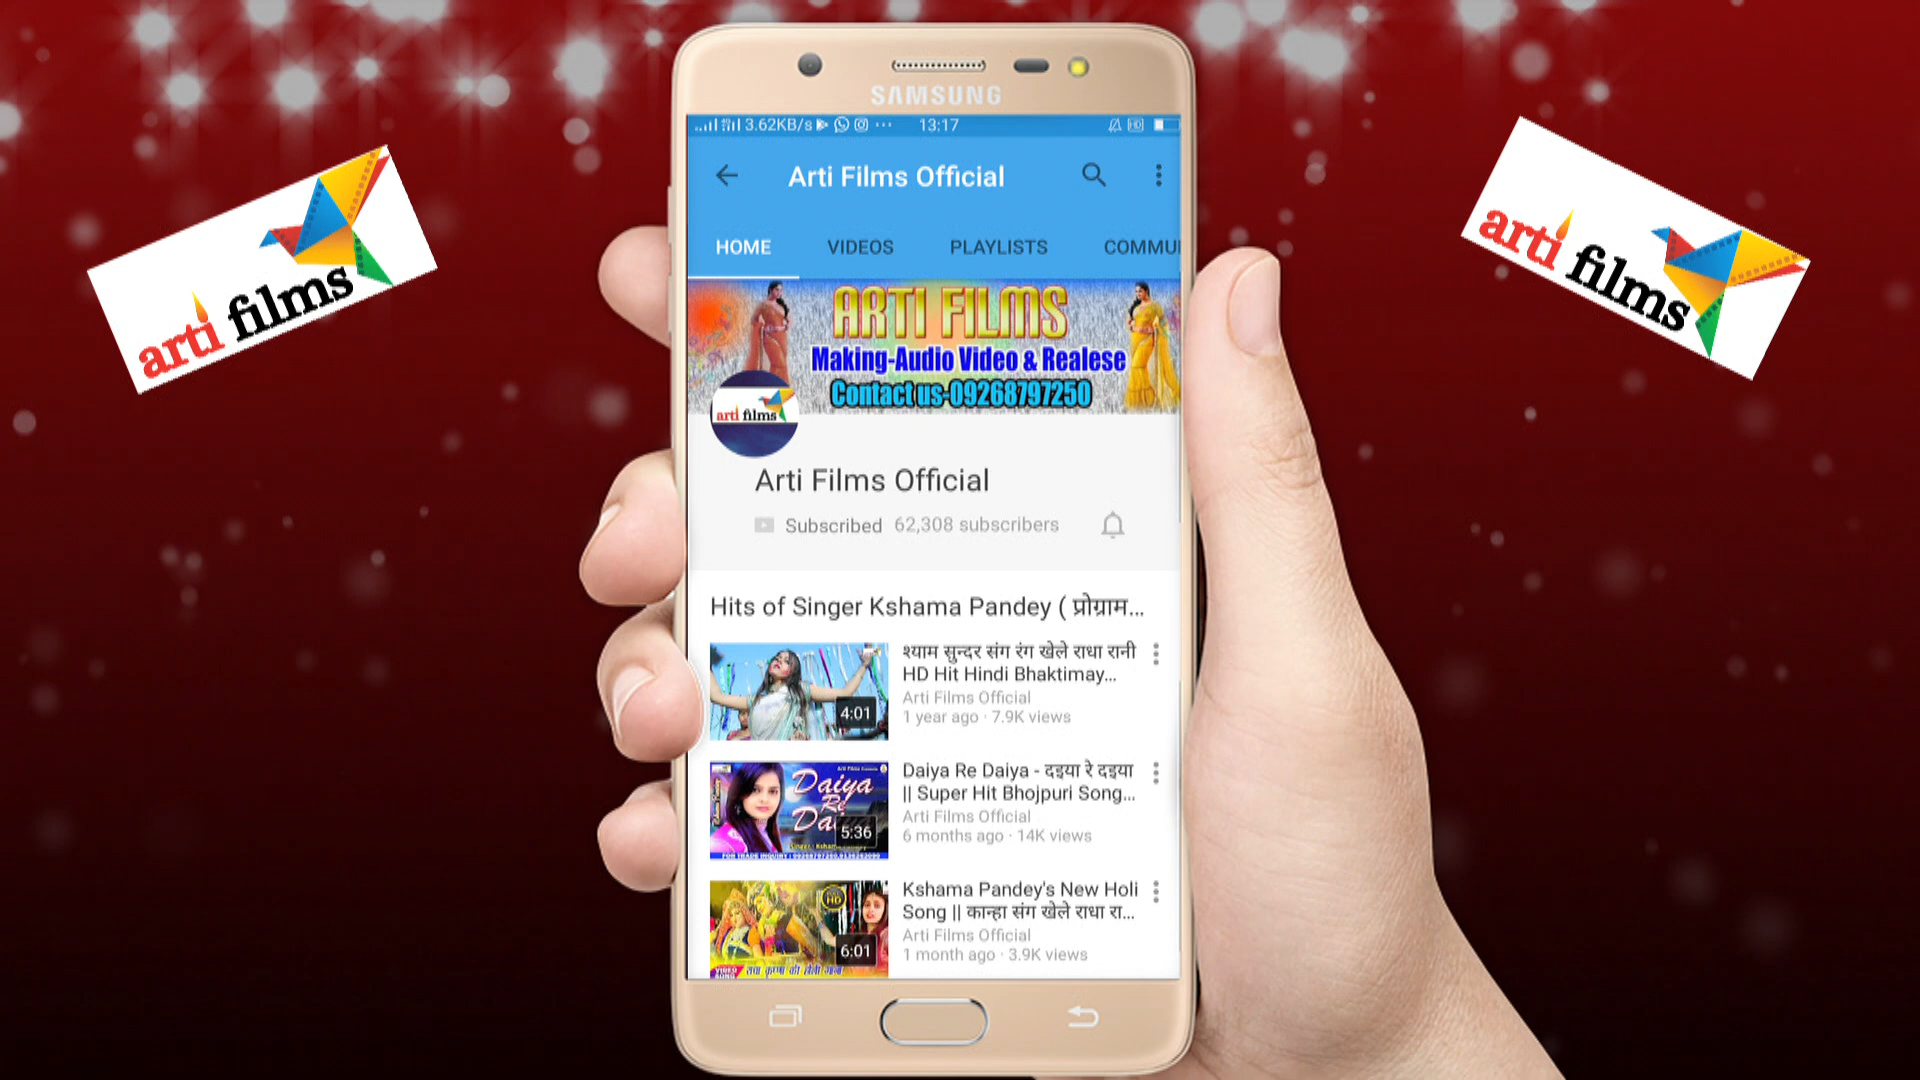 SAMSUNG
3.62KB/s 13:17
Arti Films Official
HOME VIDEOS PLAYLISTS COMMU
ARTI FILMS
Making-Audio Video & Realese
Contact us-09268797250
arti films
Arti Films Official
Subscribed 62,308 subscribers
Hits of Singer Kshama Pandey ( प्रोग्राम...
श्याम सुन्दर संग रंग खेले राधा रानी
HD Hit Hindi Bhaktimay...
Arti Films Official
1 year ago · 7.9K views
4:01
Daiya Re Daiya - दइया रे दइया
|| Super Hit Bhojpuri Song...
Arti Films Official
6 months ago · 14K views
Daiya
Re
Da
5:36
Kshama Pandey's New Holi
Song || कान्हा संग खेले राधा रा...
Arti Films Official
1 month ago · 3.9K views
HD
6:01
VIDEO
SONG
arti films
arti films